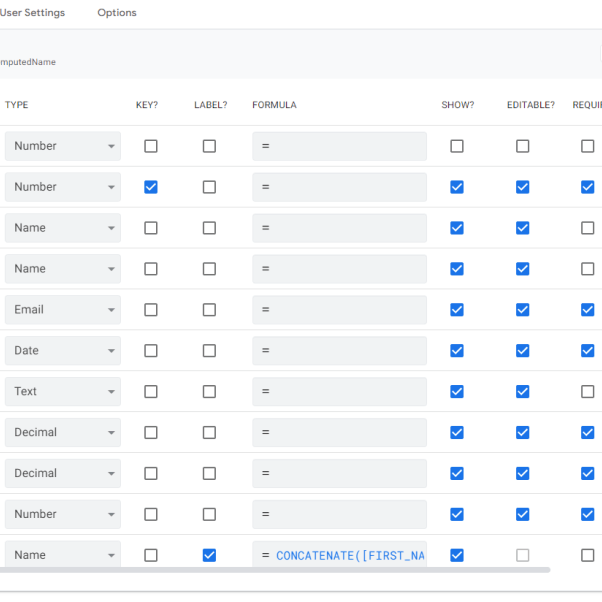 User Settings Options
mputedName
TYPE KEY? LABEL? FORMULA SHOW? EDITABLE? REQUI
Number =
Number =
Name =
Name =
Email =
Date =
Text =
Decimal =
Decimal =
Number =
Name = CONCATENATE([FIRST_NA